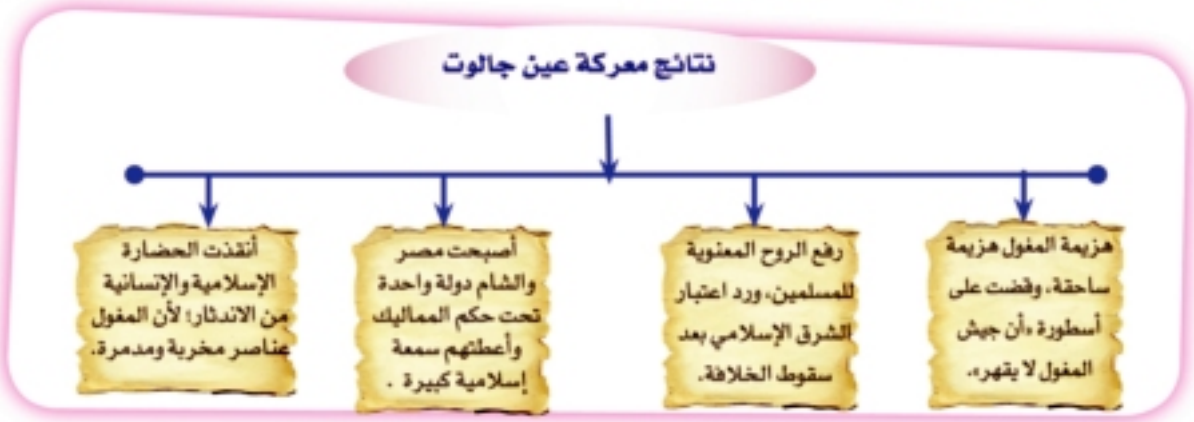 نتائج معركة عين جالوت
هزيمة المغول هزيمة
ساحقة، وقضت على
أسطورة «أن جيش
المغول لا يقهر».
رفع الروح المعنوية
للمسلمين، ورد اعتبار
الشرق الإسلامي بعد
سقوط الخلافة.
أصبحت مصر
والشام دولة واحدة
تحت حكم المماليك
وأعطتهم سمعة
إسلامية كبيرة .
أنقذت الحضارة
الإسلامية والإنسانية
من الاندثار؛ لأن المغول
عناصر مخربة ومدمرة.